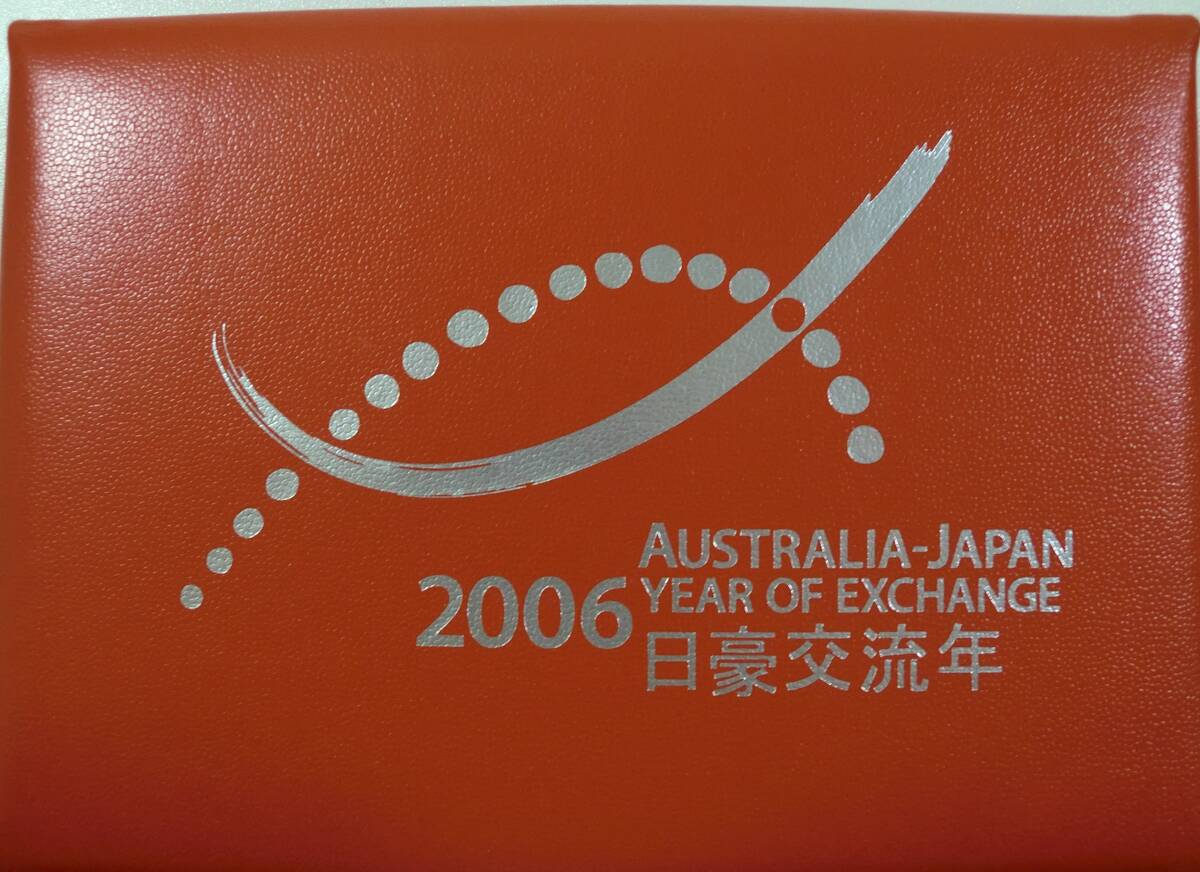 2006
AUSTRALIA-JAPAN
YEAR OF EXCHANGE
日豪交流年